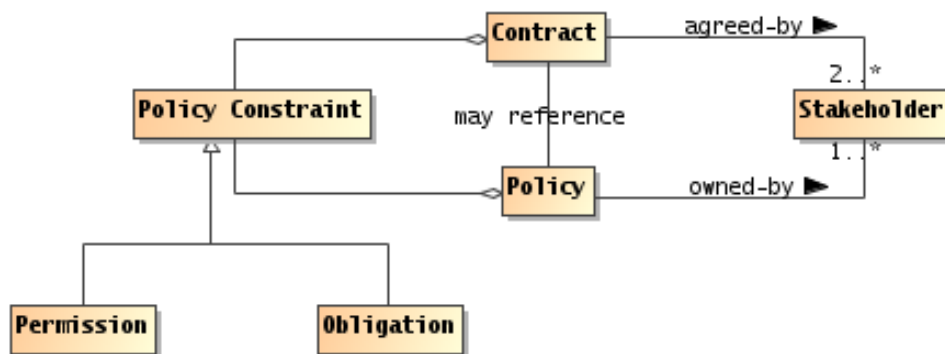 Contract
agreed-by
2..*
Policy Constraint
may reference
Stakeholder
1..*
Policy
owned-by
Permission
Obligation